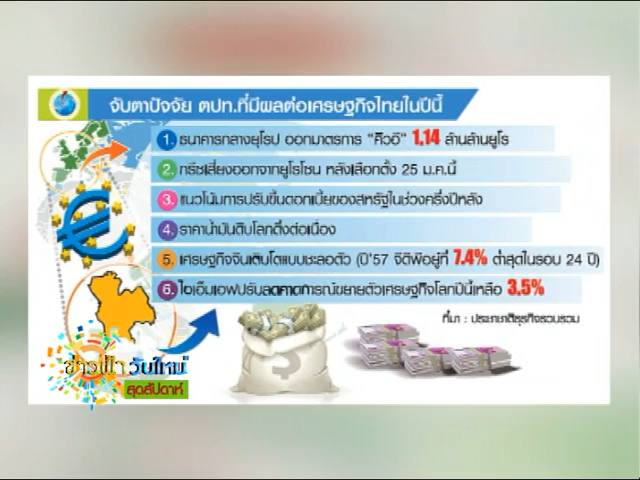 จับตาปัจจัย ตปท.ที่มีผลต่อเศรษฐกิจไทยในปีนี้
1. ธนาคารกลางยุโรป ออกมาตรการ "คิวอี" 1.14 ล้านล้านยูโร
2. กรีซเสี่ยงออกจากยูโรโซน หลังเลือกตั้ง 25 ม.ค.นี้
3. แนวโน้มการปรับขึ้นดอกเบี้ยของสหรัฐในช่วงครึ่งปีหลัง
4. ราคาน้ำมันดิบโลกดิ่งต่อเนื่อง
5. เศรษฐกิจจีนเติบโตแบบชะลอตัว (ปี'57 จีดีพีอยู่ที่ 7.4% ต่ำสุดในรอบ 24 ปี)
6. ไอเอ็มเอฟปรับลดคาดการณ์ขยายตัวเศรษฐกิจโลกปีนี้เหลือ 3.5%
ที่มา : ประชาชาติธุรกิจรวบรวม
ข่าวเช้า วันใหม่
สุดสัปดาห์